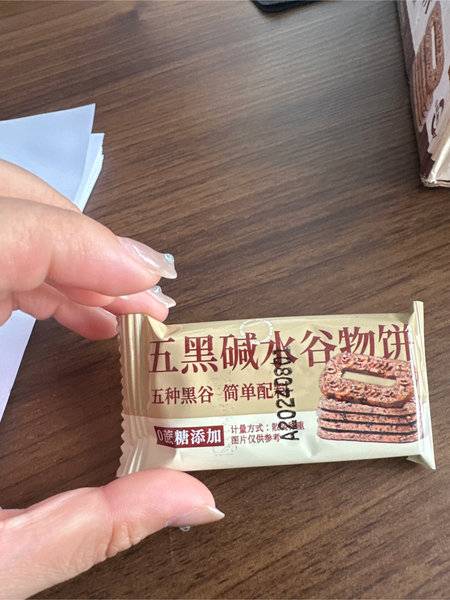 五黑碱水谷物饼
五种黑谷 简单配
0蔗糖添加
计量方式：
图片仅供参考
A20240801